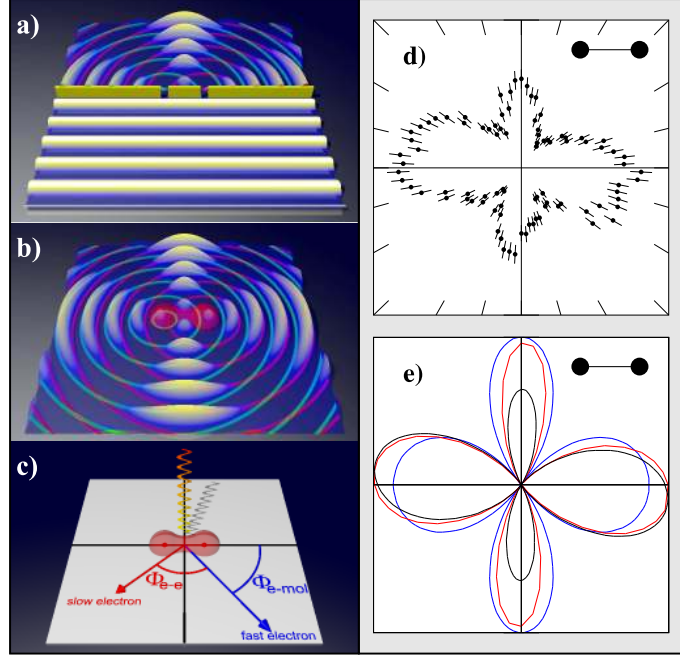 a)
b)
c)
Φe-e
Φe-mol
slow electron
fast electron
d)
e)